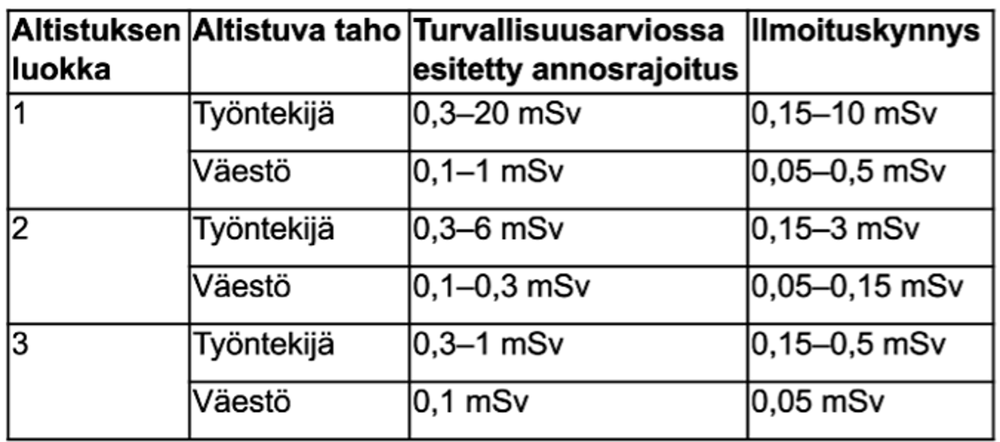 Altistuksen luokka Altistuva taho Turvallisuusarviossa esitetty annosrajoitus Ilmoituskynnys
1 Työntekijä 0,3–20 mSv 0,15–10 mSv
Väestö 0,1–1 mSv 0,05–0,5 mSv
2 Työntekijä 0,3–6 mSv 0,15–3 mSv
Väestö 0,1–0,3 mSv 0,05–0,15 mSv
3 Työntekijä 0,3–1 mSv 0,15–0,5 mSv
Väestö 0,1 mSv 0,05 mSv